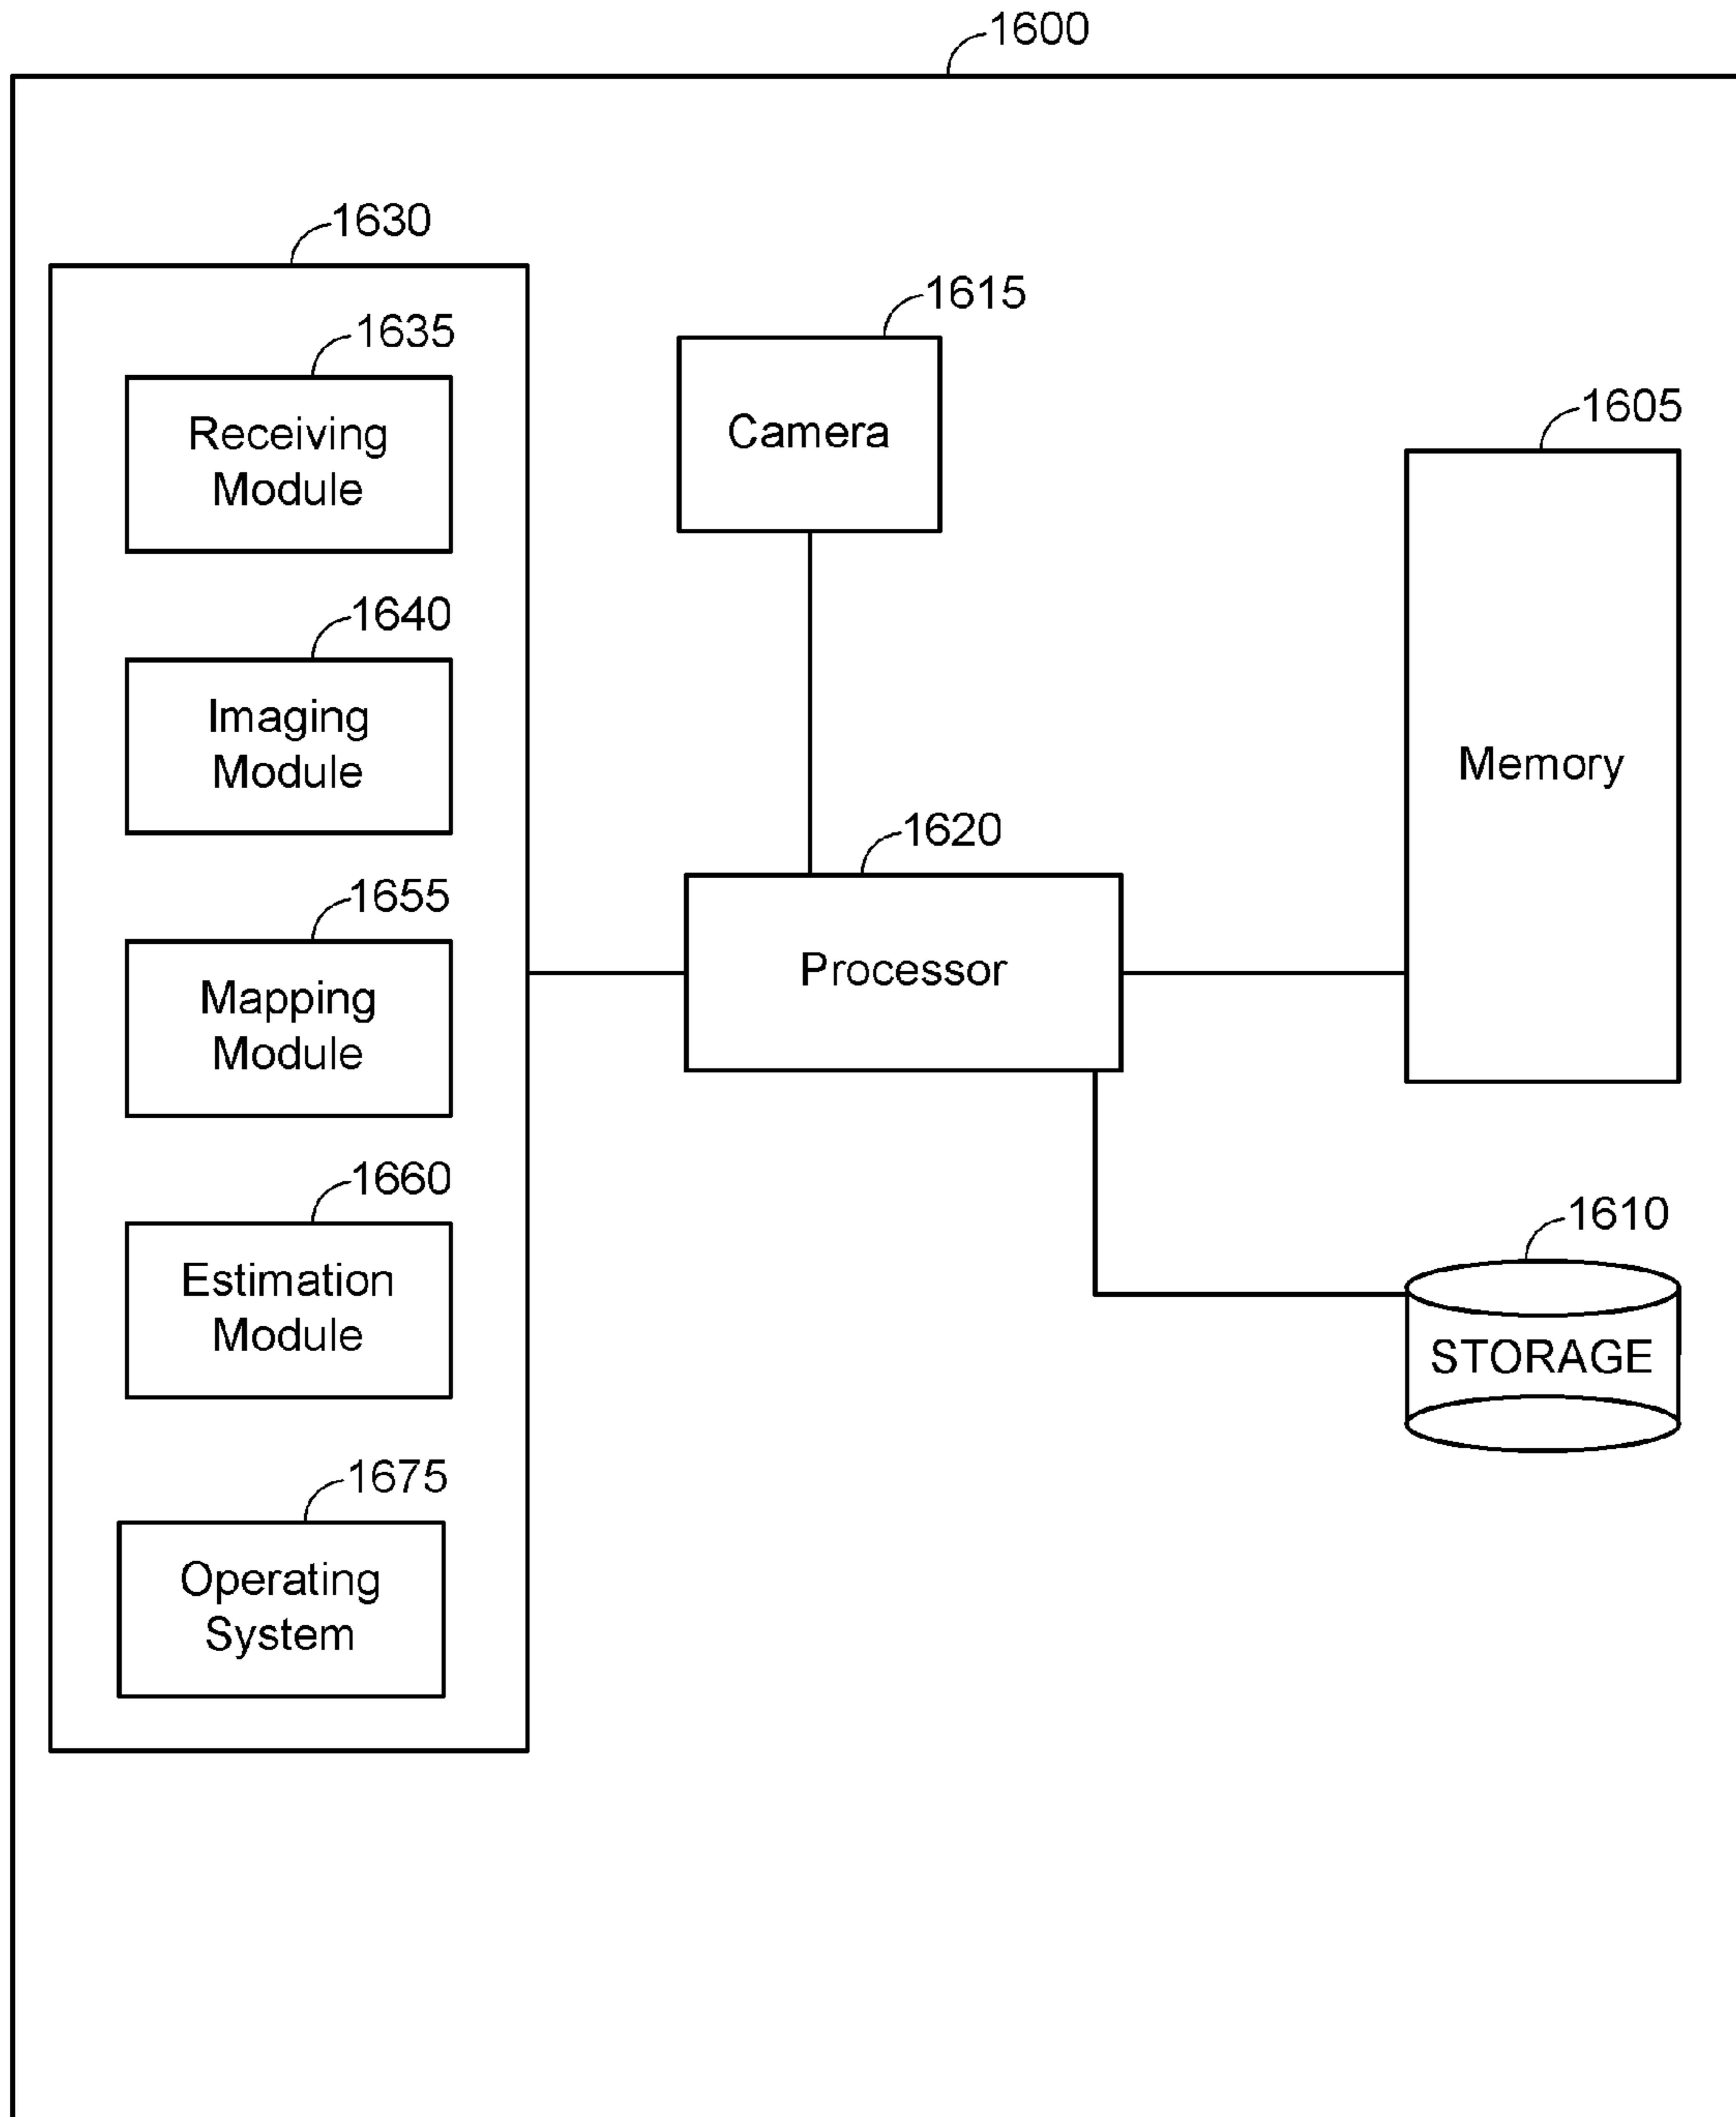 1600
1630
1635
Receiving
Module
1640
Imaging
Module
1655
Mapping
Module
1660
Estimation
Module
1675
Operating
System
1615
Camera
1620
Processor
1605
Memory
1610
STORAGE